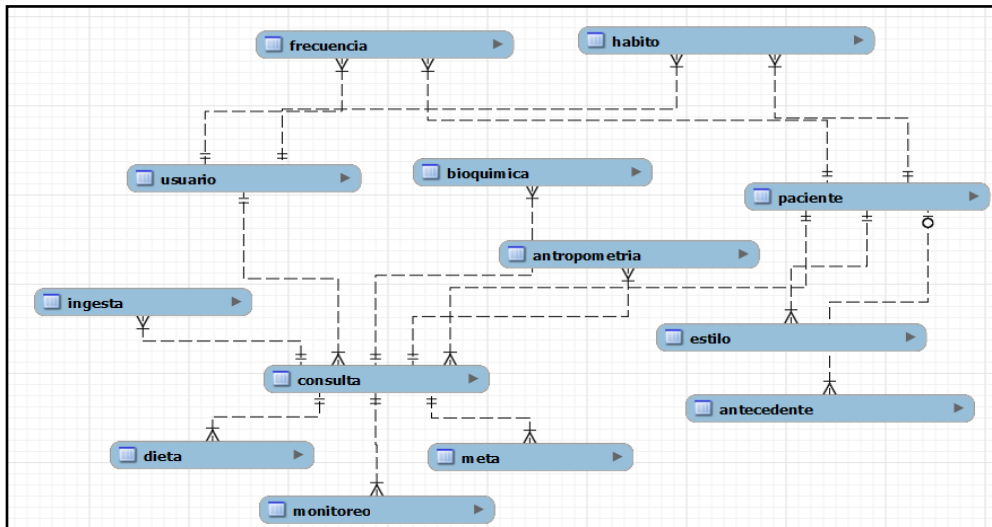 frecuencia
habito
usuario
bioquimica
paciente
antropometria
ingesta
estilo
consulta
antecedente
dieta
meta
monitoreo